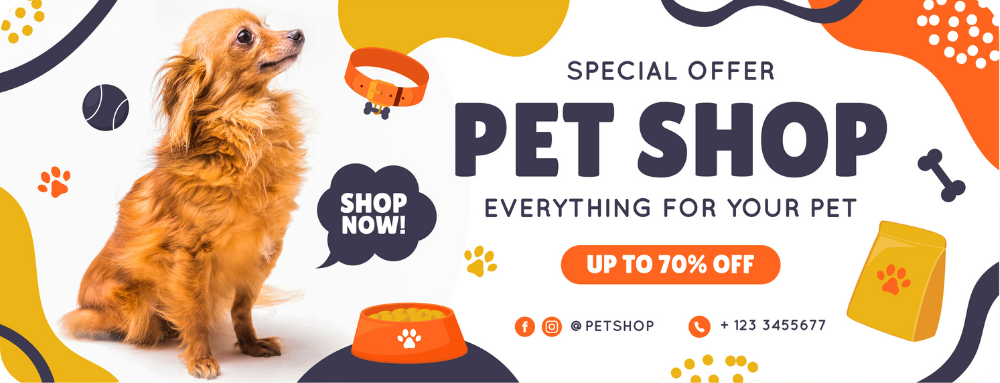 SPECIAL OFFER
PET SHOP
EVERYTHING FOR YOUR PET
SHOP
NOW!
UP TO 70% OFF
@PETSHOP
+ 123 3455677